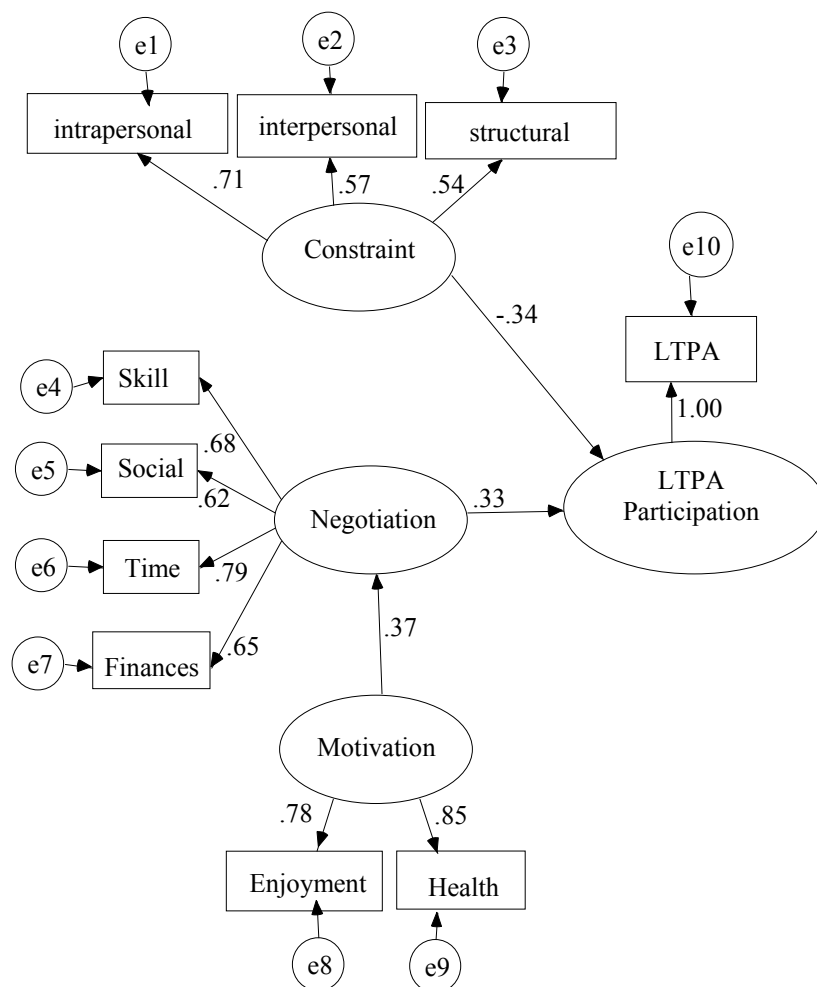 e1
e2
e3
intrapersonal
interpersonal
structural
.71
.57
.54
Constraint
e10
-.34
LTPA
1.00
e4
Skill
.68
e5
Social
.62
Negotiation
.33
LTPA
Participation
e6
Time
.79
e7
Finances
.65
.37
Motivation
.78
.85
Enjoyment
Health
e8
e9